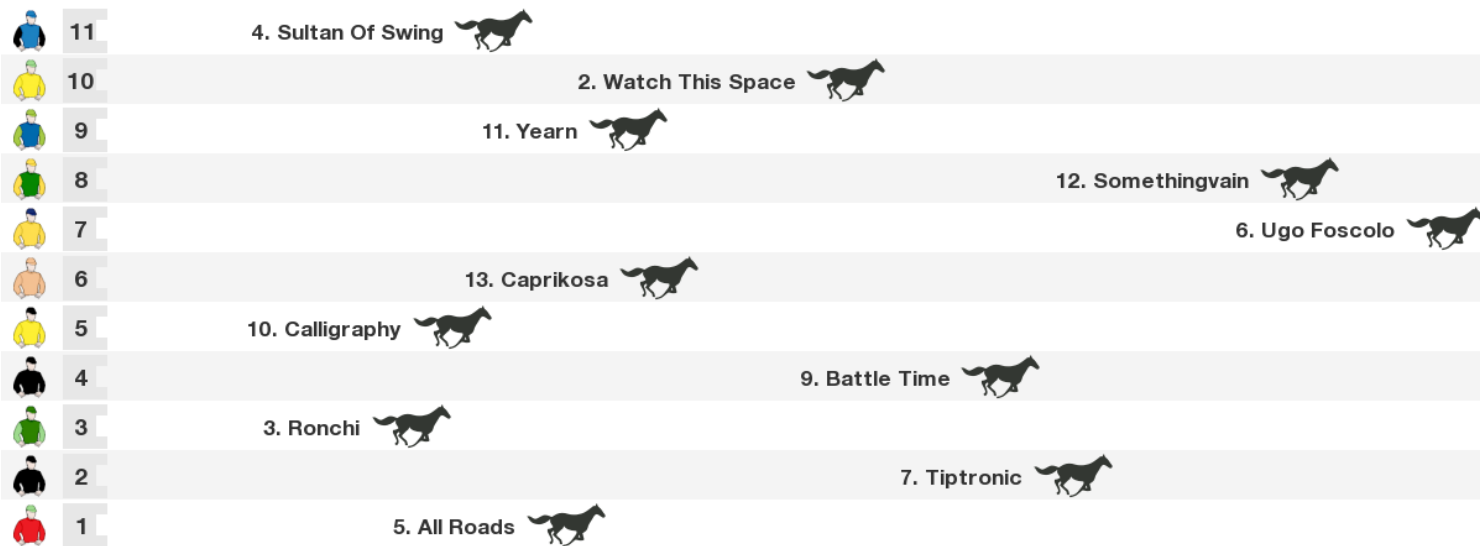 11 4. Sultan Of Swing
10 2. Watch This Space
9 11. Yearn
8 12. Somethingvain
7 6. Ugo Foscolo
6 13. Caprikosa
5 10. Calligraphy
4 9. Battle Time
3 3. Ronchi
2 7. Tiptronic
1 5. All Roads